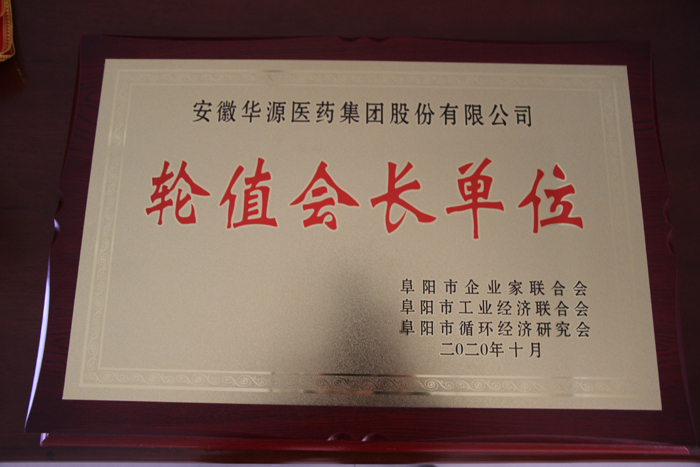 安徽华源医药集团股份有限公司
轮值会长单位
阜阳市企业家联合会
阜阳市工业经济联合会
阜阳市循环经济研究会
二〇二〇年十月